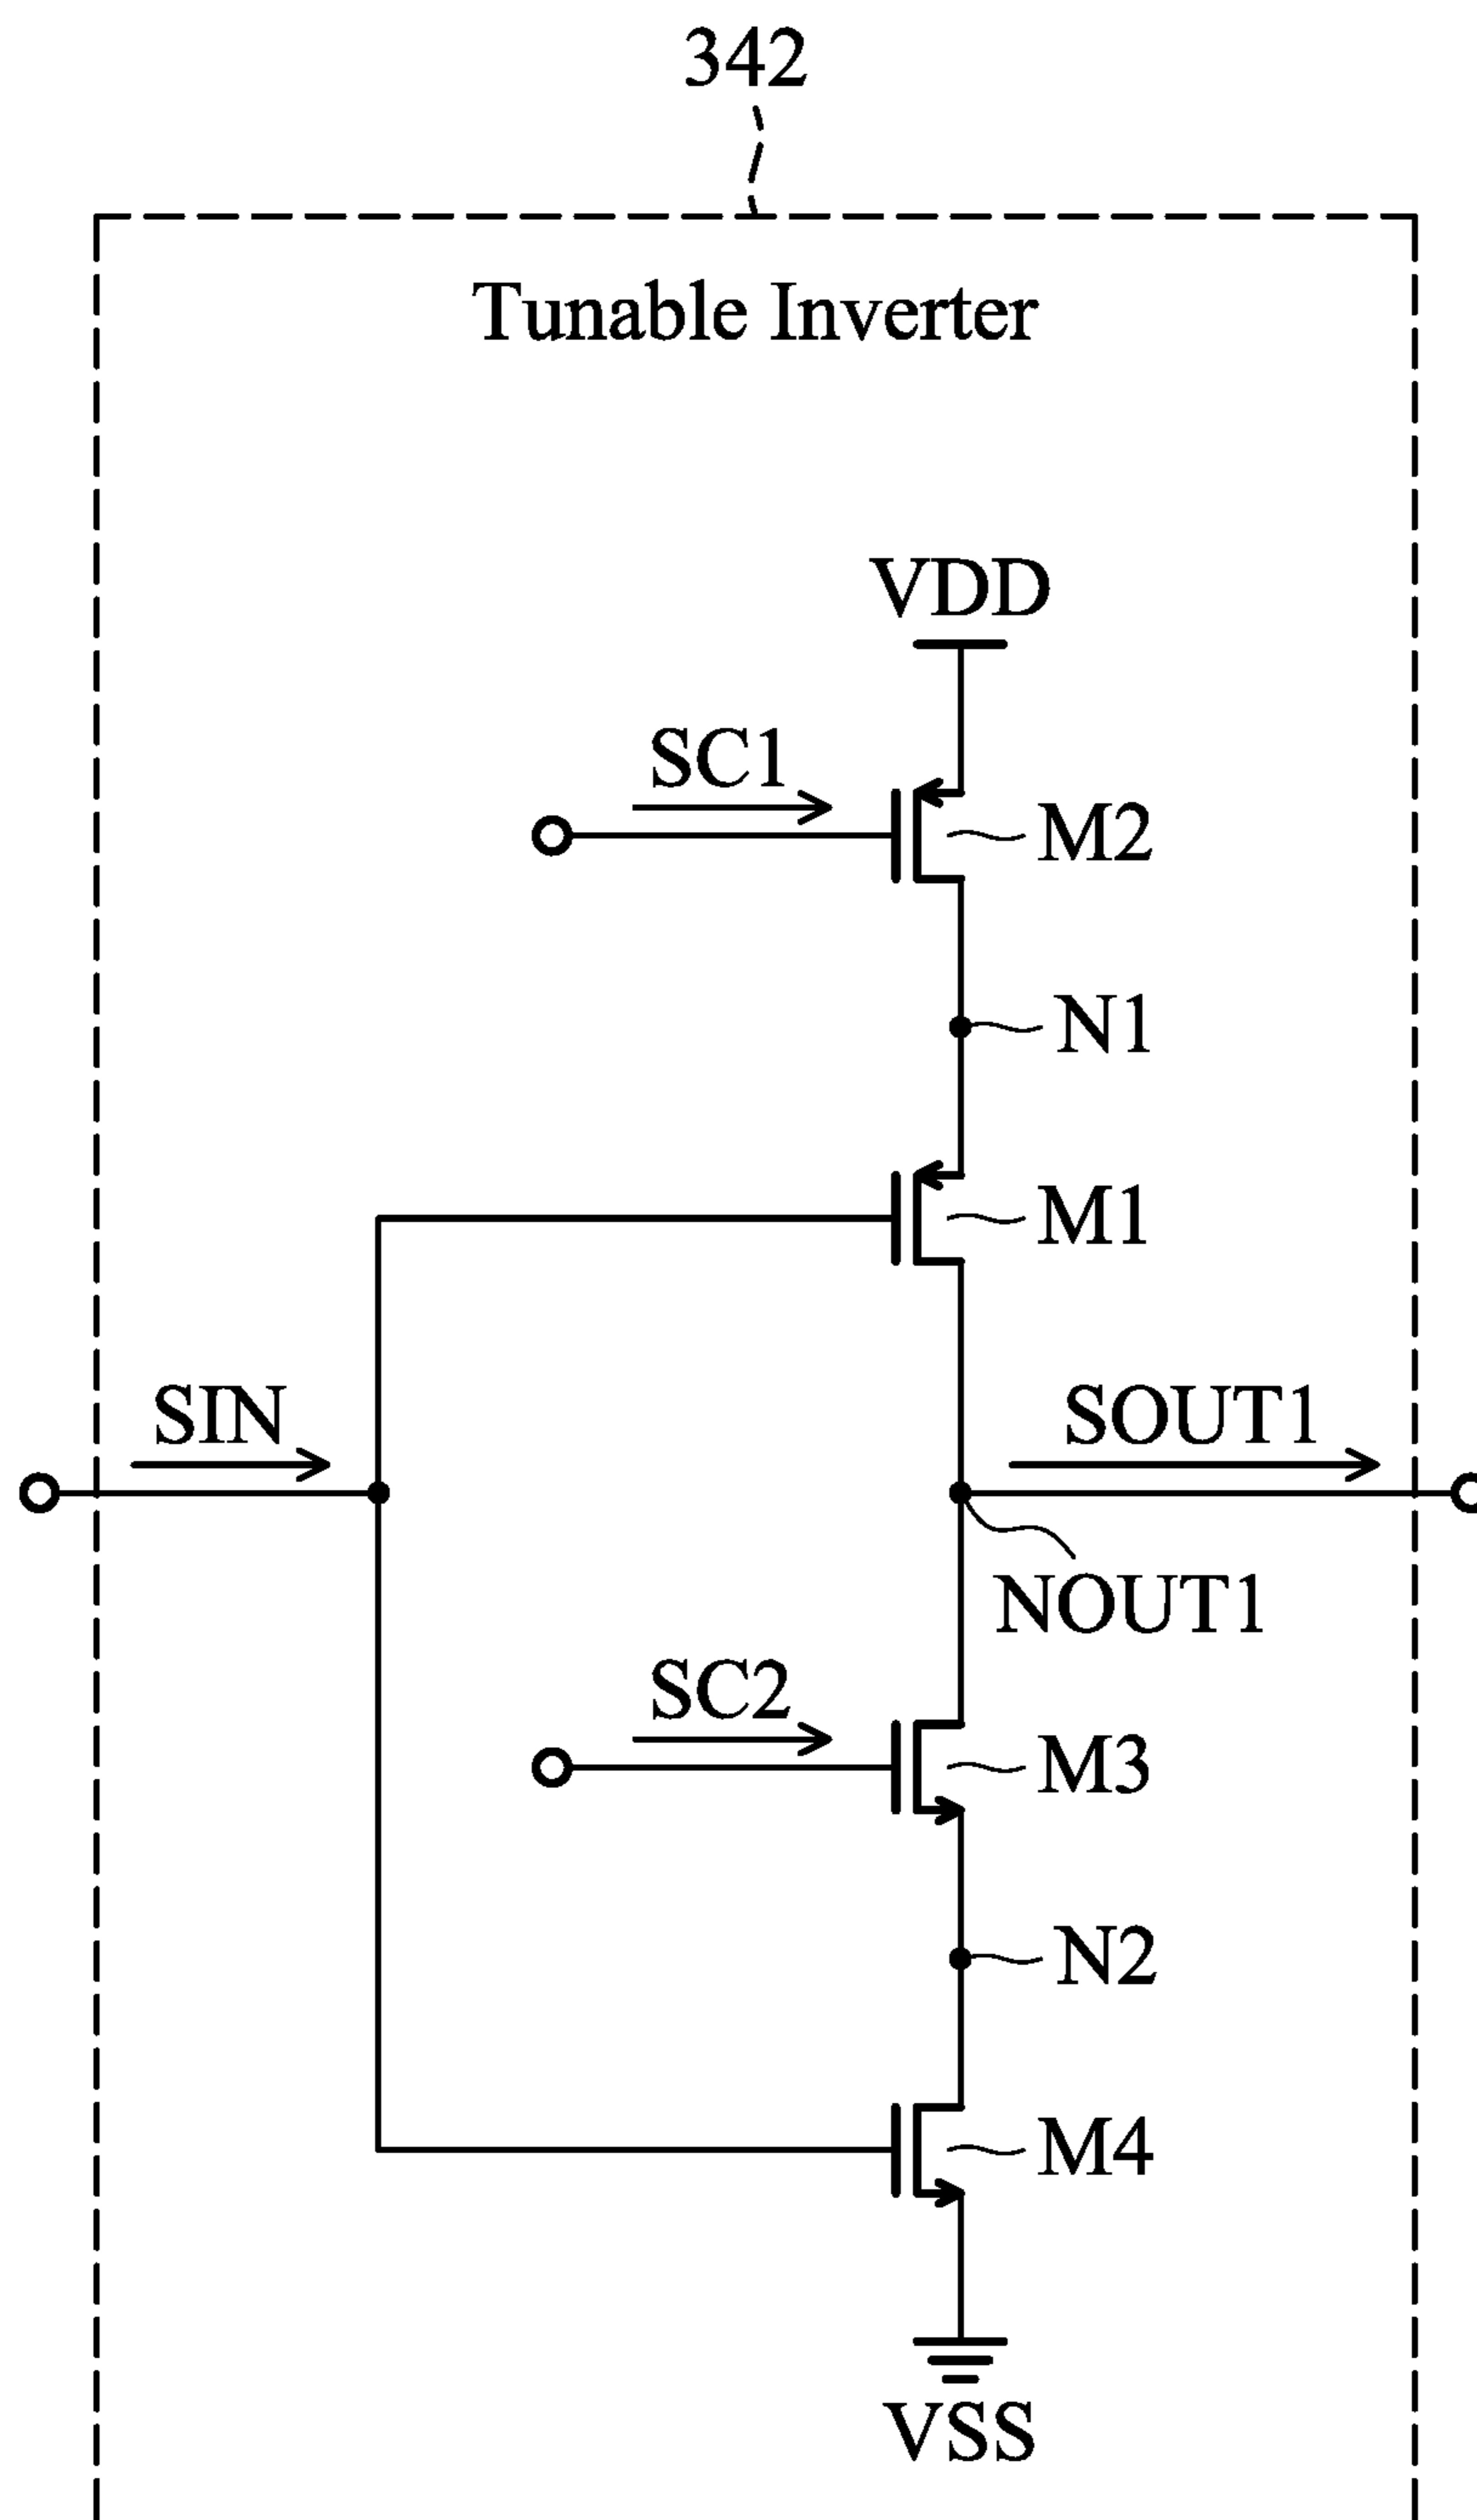 342
Tunable Inverter
VDD
SC1
M2
N1
M1
SIN
SOUT1
NOUT1
SC2
M3
N2
M4
VSS